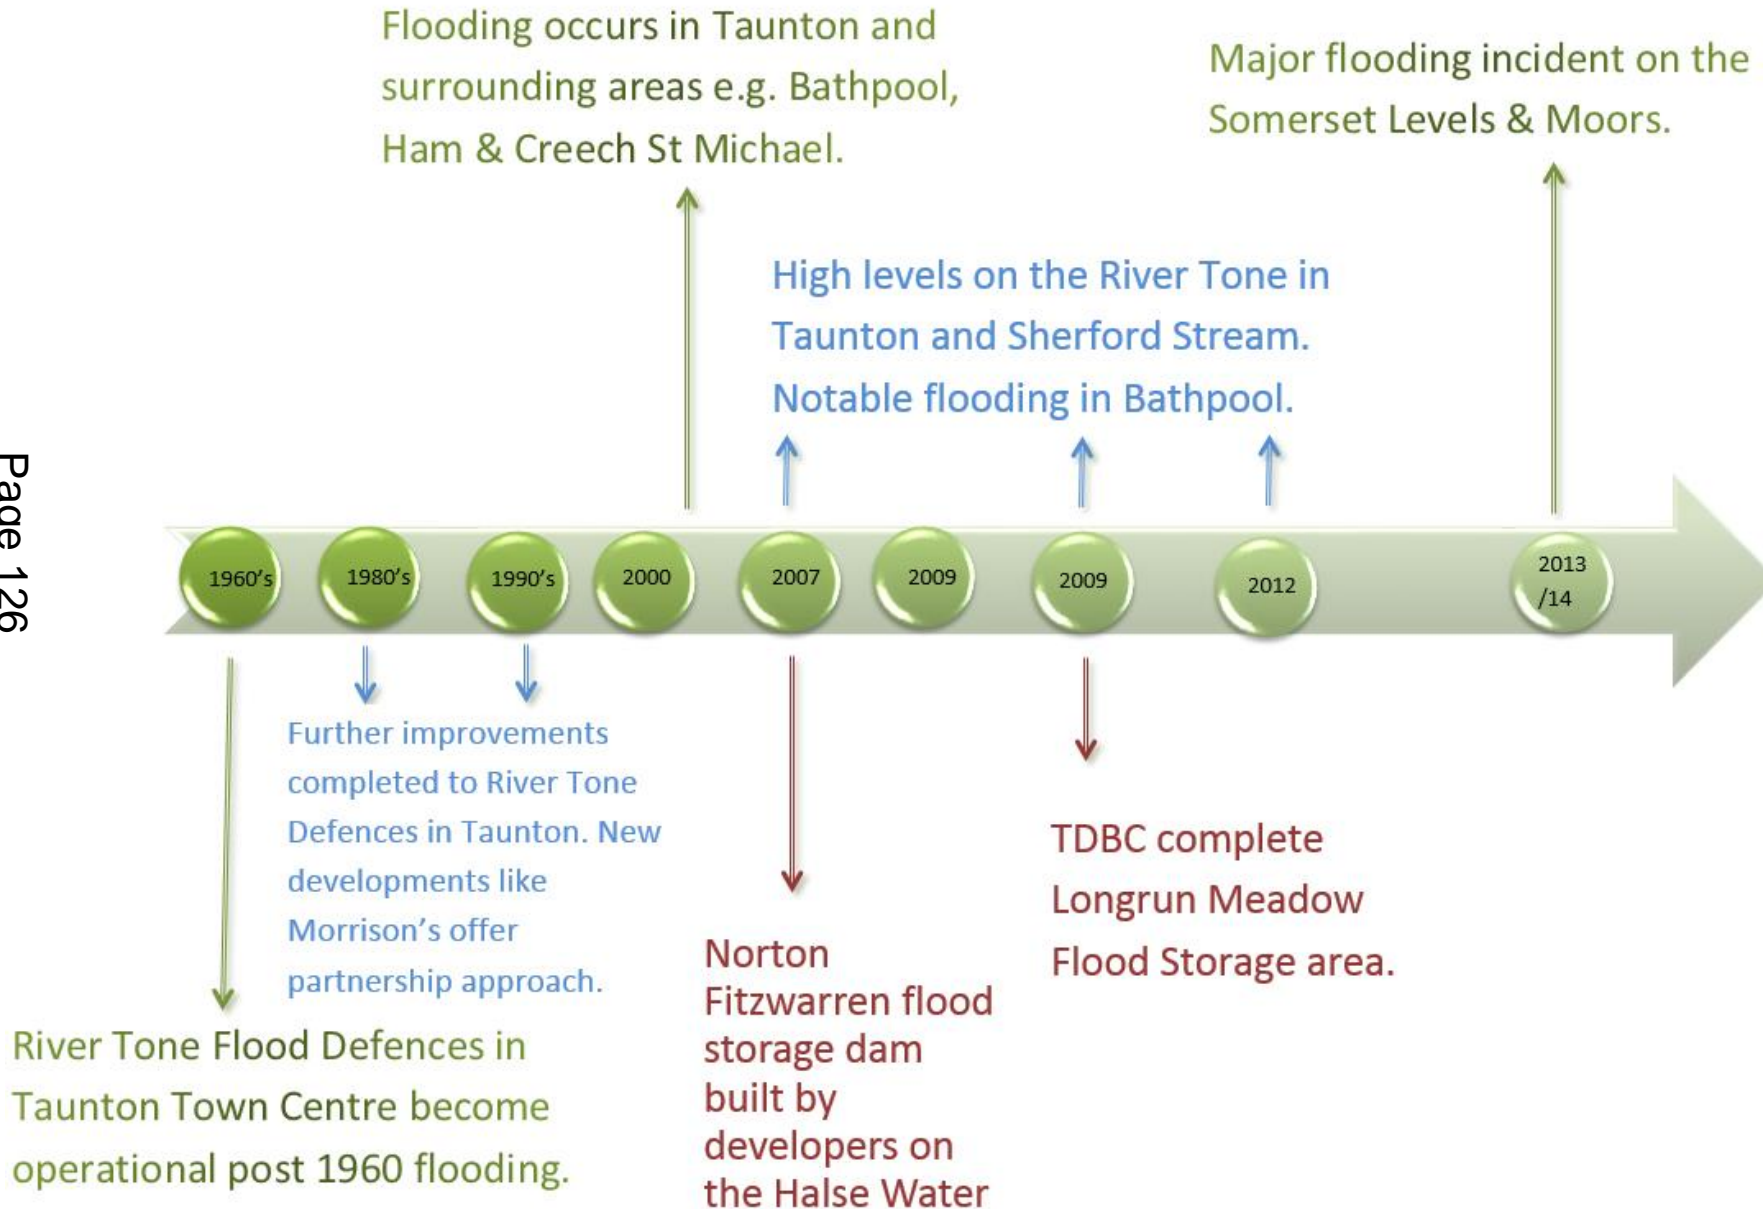 Flooding occurs in Taunton and
surrounding areas e.g. Bathpool,
Ham & Creech St Michael.
Major flooding incident on the
Somerset Levels & Moors.
High levels on the River Tone in
Taunton and Sherford Stream.
Notable flooding in Bathpool.
Page 126
1960's
1980's
1990's
2000
2007
2009
2009
2012
2013
/14
Further improvements
completed to River Tone
Defences in Taunton. New
developments like
Morrison's offer
partnership approach.
River Tone Flood Defences in
Taunton Town Centre become
operational post 1960 flooding.
Norton
Fitzwarren flood
storage dam
built by
developers on
the Halse Water
TDBC complete
Longrun Meadow
Flood Storage area.